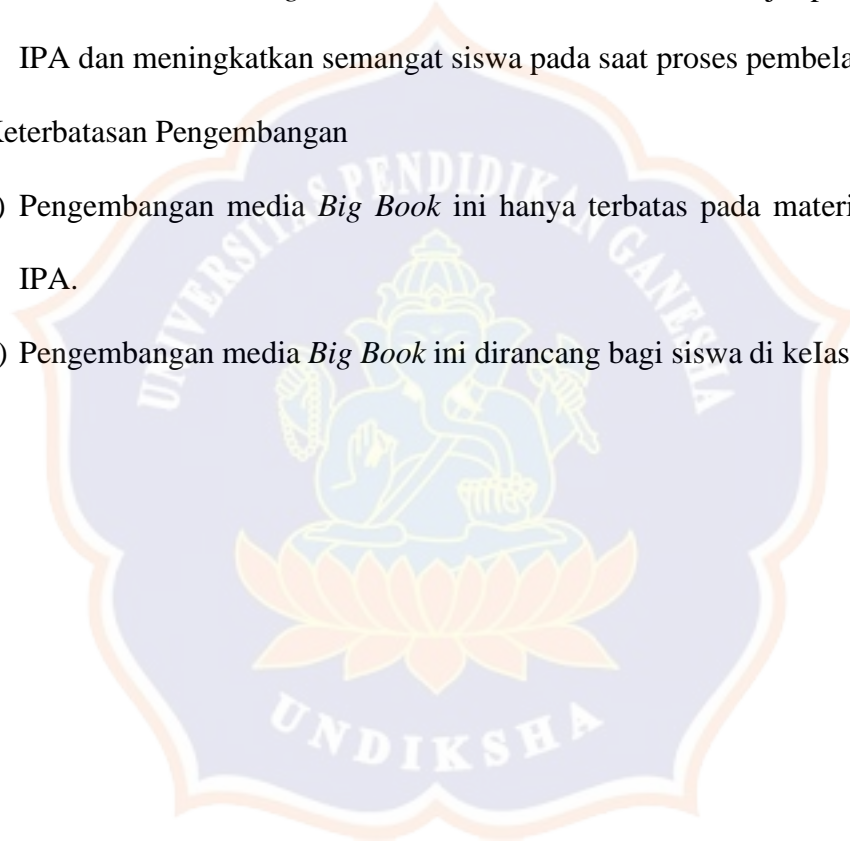 IPA dan meningkatkan semangat siswa pada saat proses pembela
Keterbatasan Pengembangan
) Pengembangan media Big Book ini hanya terbatas pada materi
IPA.
) Pengembangan media Big Book ini dirancang bagi siswa di keIas
UNIVERSITAS PENDIDIKAN GANESHA
UNDIKSHA